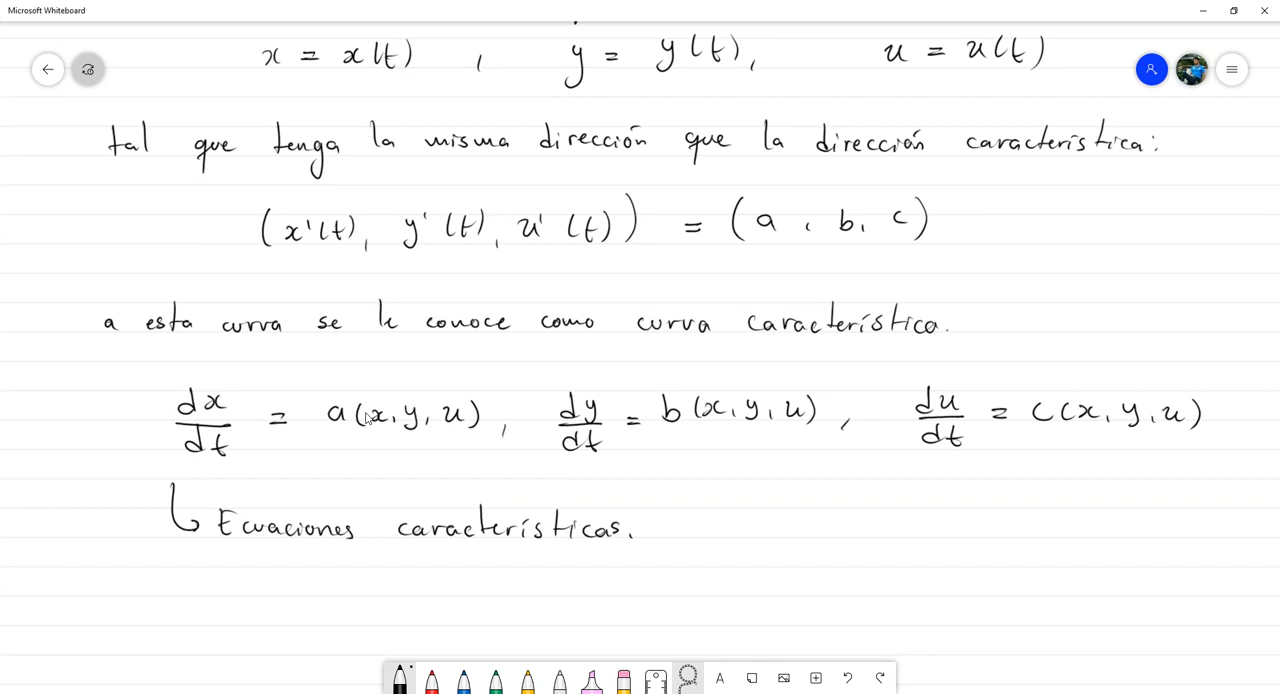 Microsoft Whiteboard
x = x(t) , y = y(t), u = u(t)
tal que tenga la misma dirección que la dirección característica:
(x'(t), y'(t), u'(t)) = (a, b, c)
a esta curva se le conoce como curva característica.
dx/dt = a(x, y, u), dy/dt = b(x, y, u), du/dt = c(x, y, u)
Ecuaciones características.
A